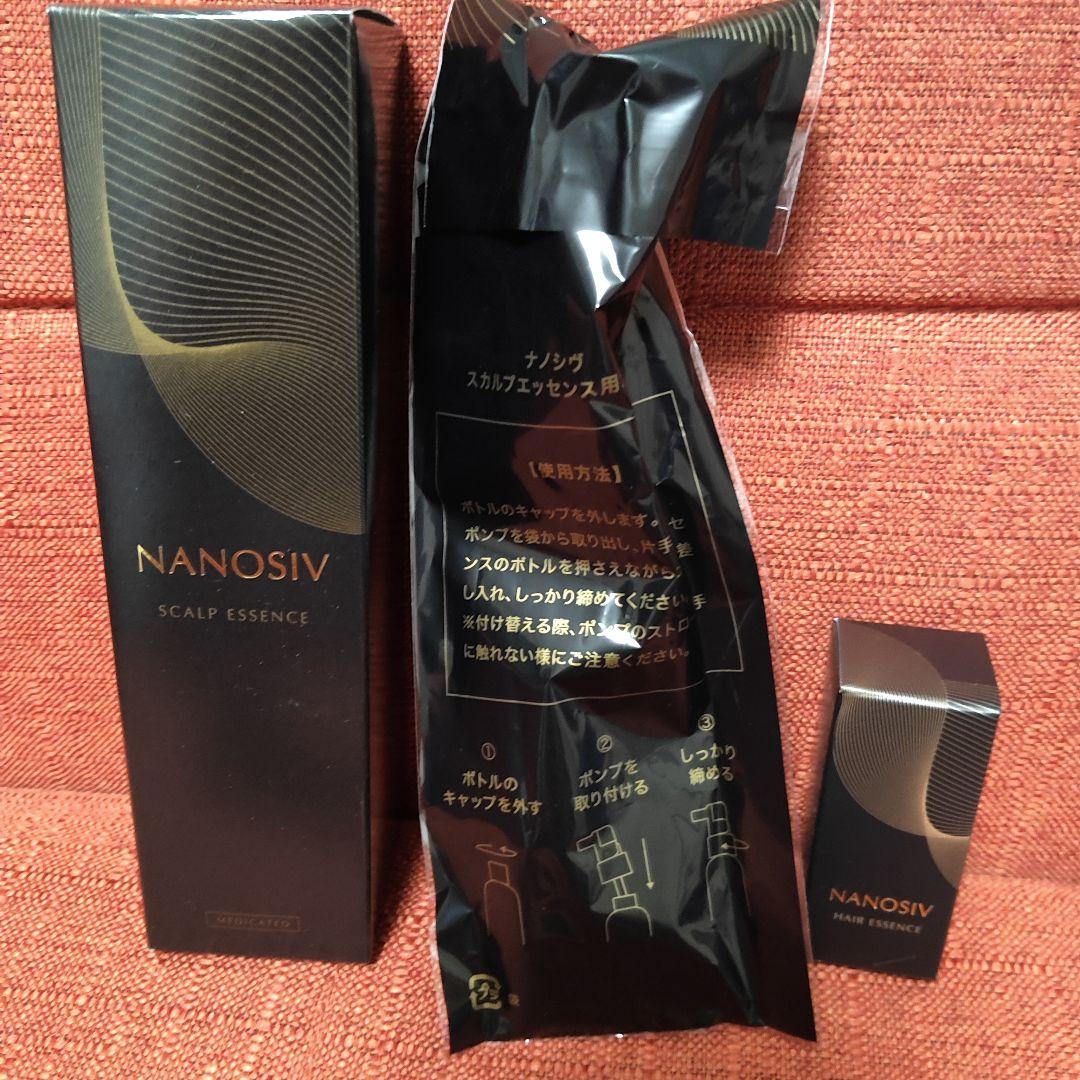 NANOSIV
SCALP ESSENCE
MEDICATED
ナノシヴ
スカルプエッセンス用
【使用方法】
ボトルのキャップを外します。セ
ポンプを袋から取り出し、片手 差
ンスのボトルを押さえながら
し入れ、しっかり締めてください 手
※付け替える際、ポンプのストロー
に触れない様にご注意ください。
①
ボトルの
キャップを外す
②
ポンプを
取り付ける
③
しっかり
締める
プラ
NANOSIV
HAIR ESSENCE